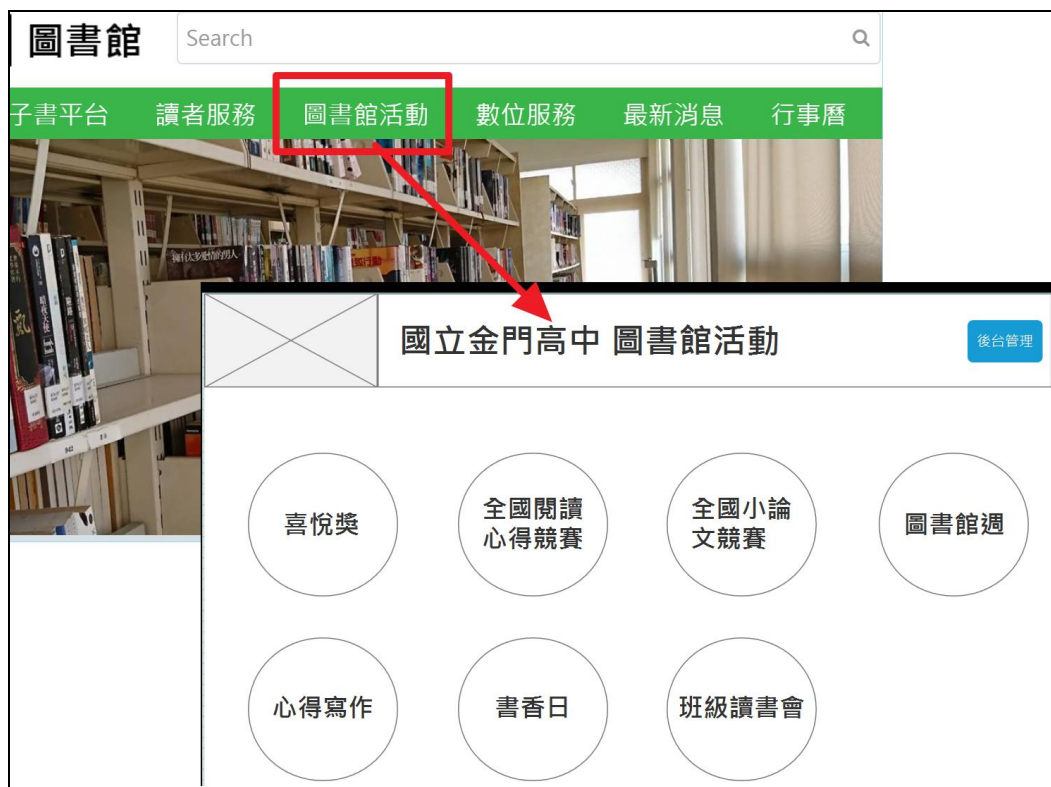 圖書館
Search
子書平台 讀者服務 圖書館活動 數位服務 最新消息 行事曆
國立金門高中 圖書館活動
後台管理
喜悅獎
全國閱讀
心得競賽
全國小論
文競賽
圖書館週
心得寫作
書香日
班級讀書會